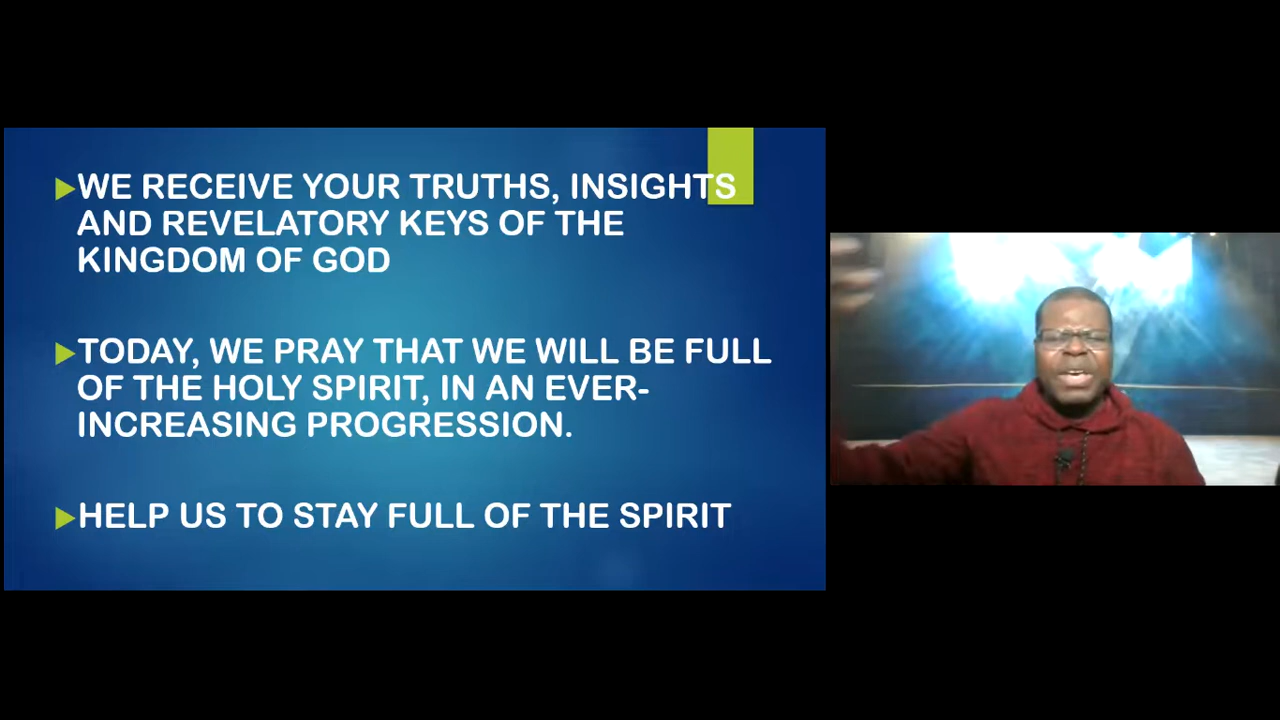 WE RECEIVE YOUR TRUTHS, INSIGHTS
AND REVELATORY KEYS OF THE
KINGDOM OF GOD
TODAY, WE PRAY THAT WE WILL BE FULL
OF THE HOLY SPIRIT, IN AN EVER-
INCREASING PROGRESSION.
HELP US TO STAY FULL OF THE SPIRIT